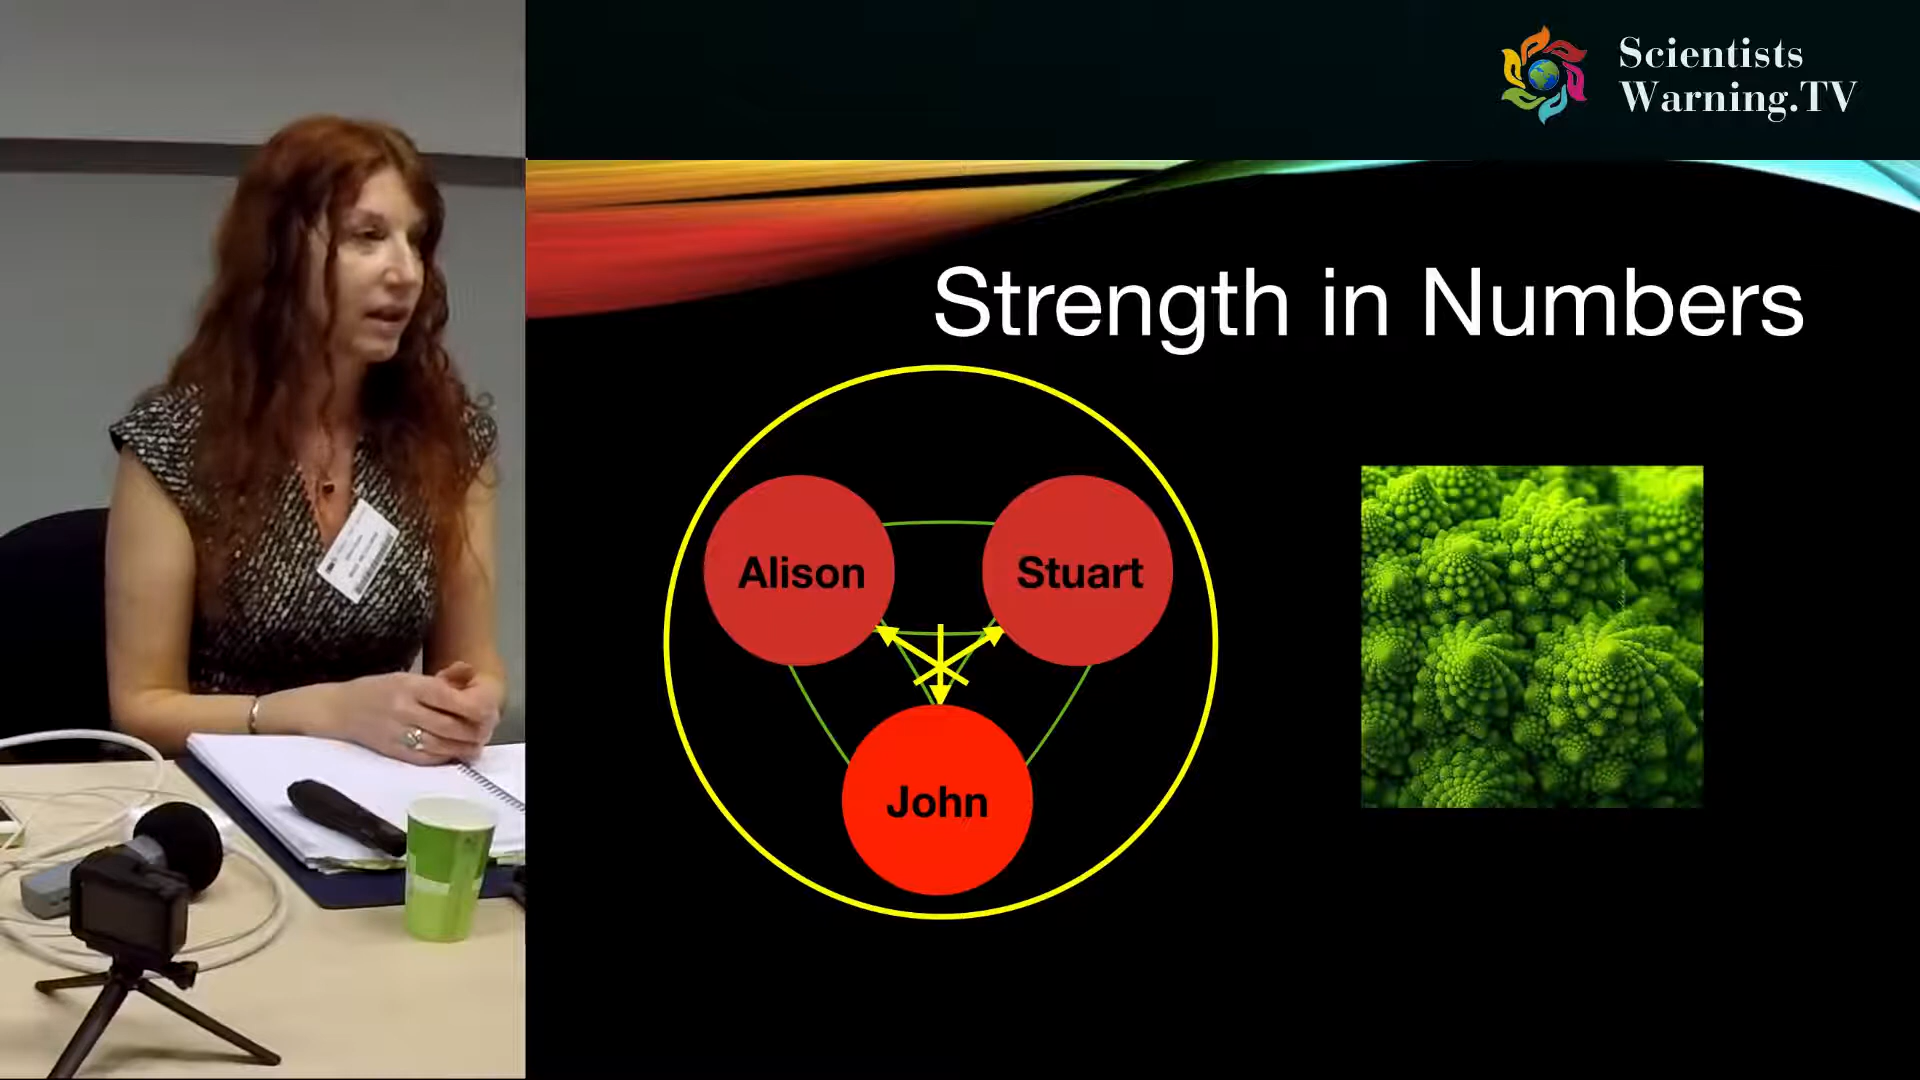 Scientists
Warning.TV
Strength in Numbers
Alison
Stuart
John